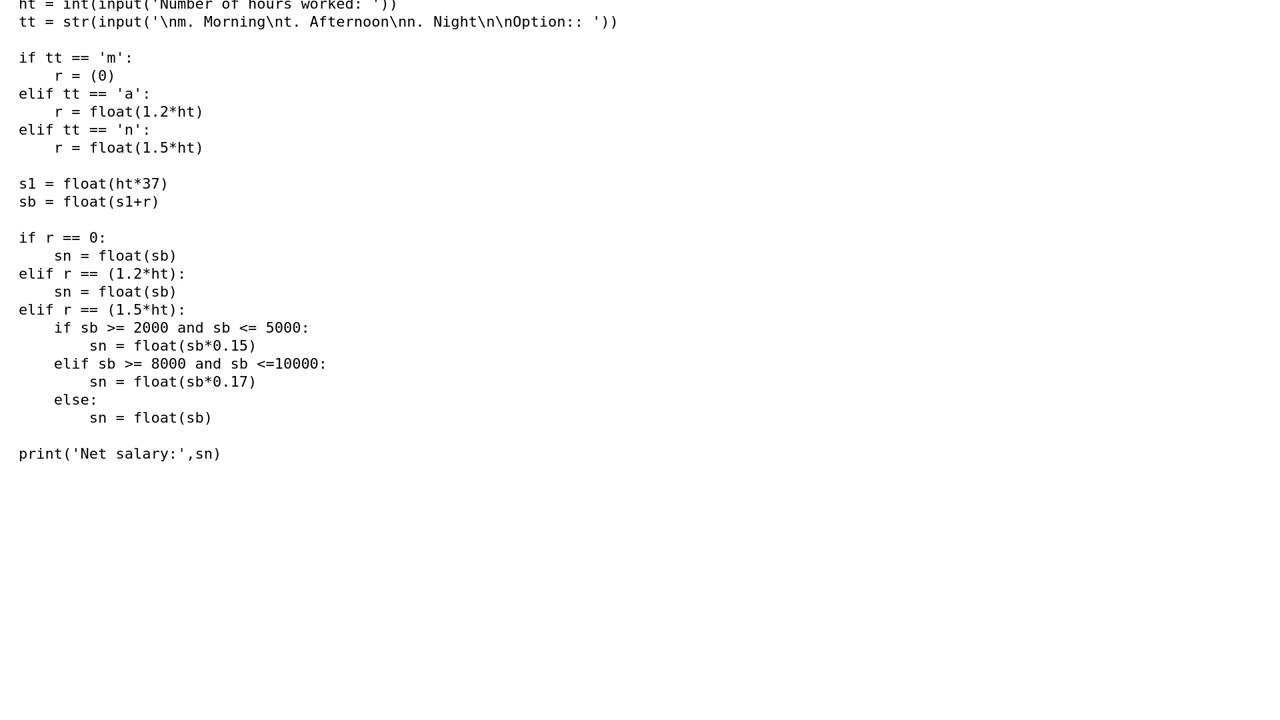 ht = int(input('Number of hours worked: '))
tt = str(input('\nm. Morning\nt. Afternoon\nn. Night\n\nOption:: '))
if tt == 'm':
    r = (0)
elif tt == 'a':
    r = float(1.2*ht)
elif tt == 'n':
    r = float(1.5*ht)
s1 = float(ht*37)
sb = float(s1+r)
if r == 0:
    sn = float(sb)
elif r == (1.2*ht):
    sn = float(sb)
elif r == (1.5*ht):
    if sb >= 2000 and sb <= 5000:
        sn = float(sb*0.15)
    elif sb >= 8000 and sb <=10000:
        sn = float(sb*0.17)
    else:
        sn = float(sb)
print('Net salary:',sn)